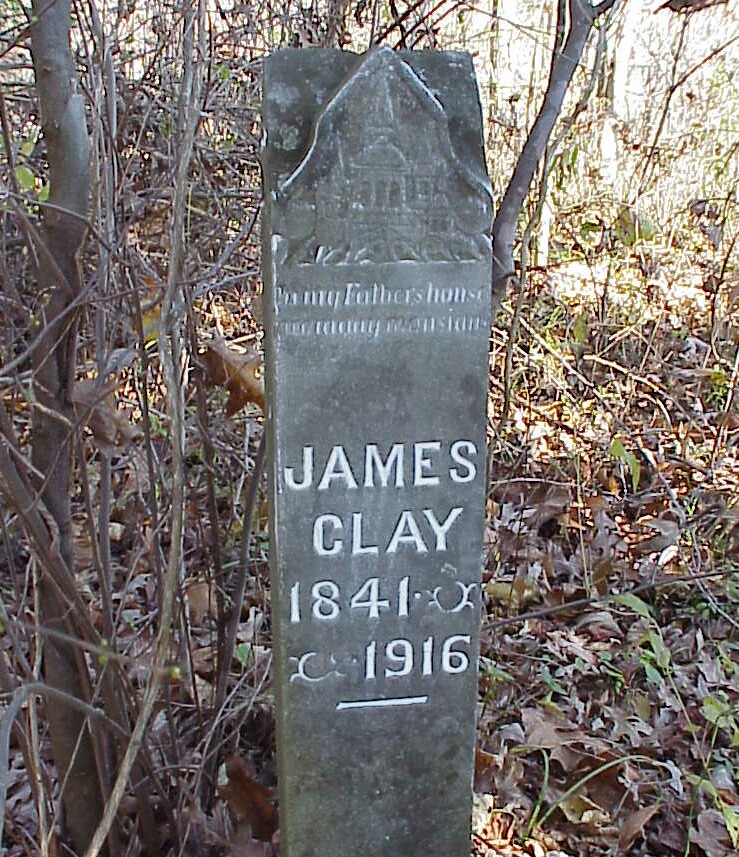 In my Fathers house
are many mansions
JAMES
CLAY
1841
1916